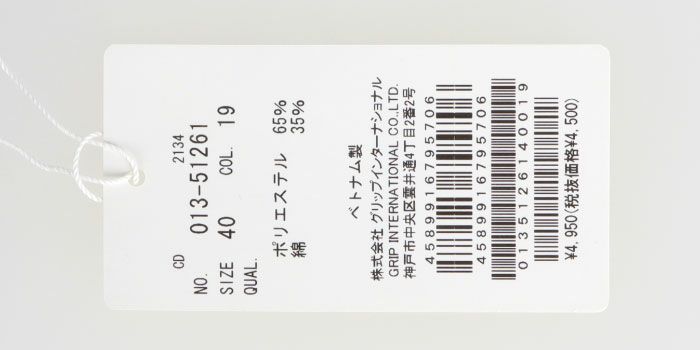 CD 2134
NO. 013-51261
SIZE 40 COL. 19
QUAL.
ポリエステル 65%
綿 35%
ベトナム製
株式会社 グリップインターナショナル
GRIP INTERNATIONAL CO.,LTD.
神戸市中央区雲井通4丁目2番2号
4589916795706
4589916795706
0135126140019
¥4,950(税抜価格¥4,500)